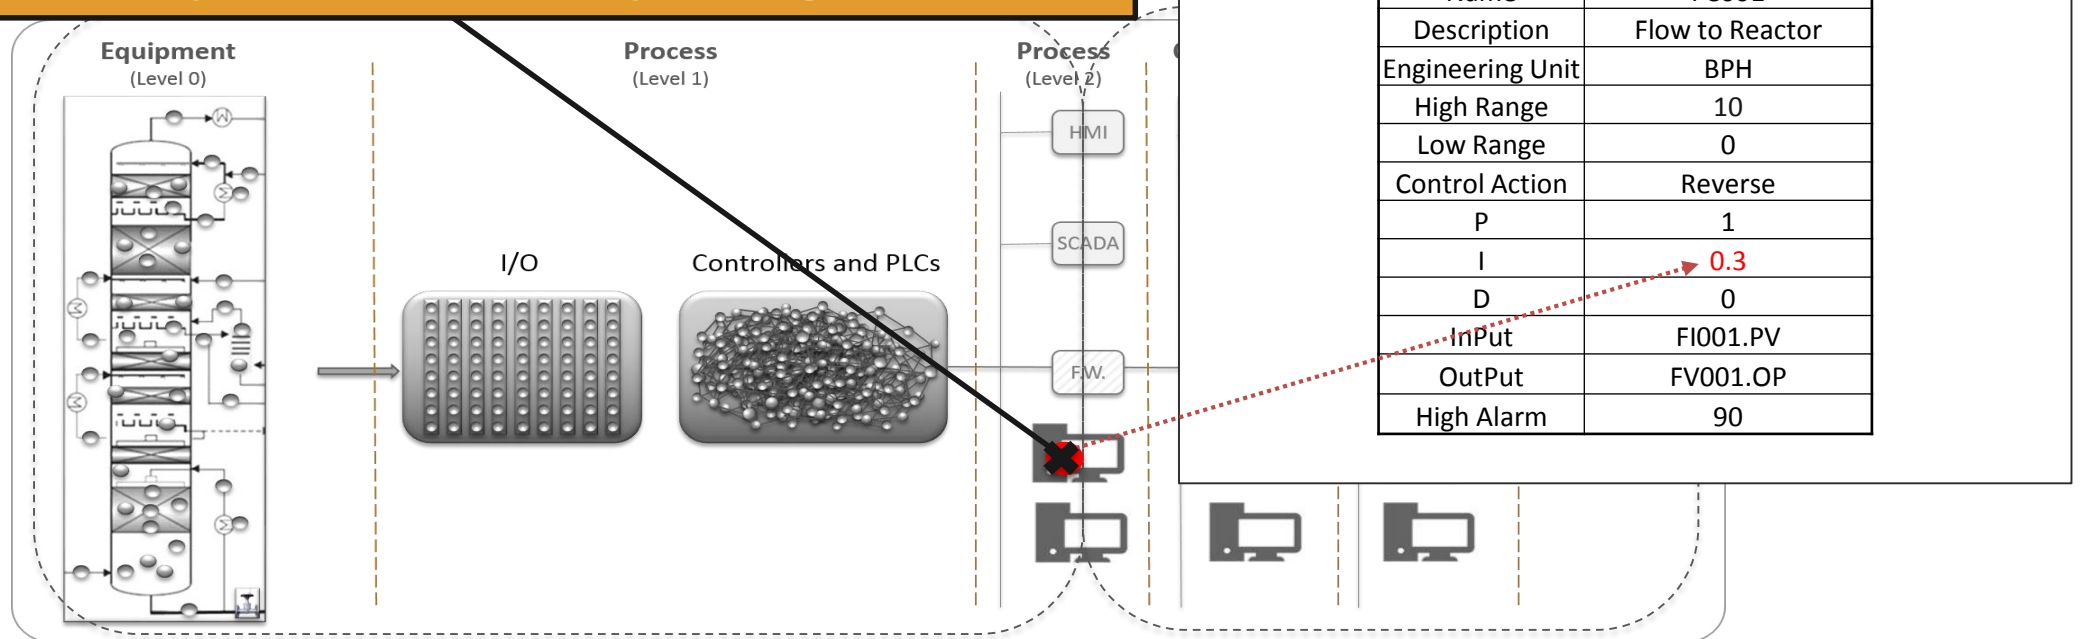 Equipment
(Level 0)
Process
(Level 1)
Process
(Level 2)
I/O
Controllers and PLCs
HMI
SCADA
F.W.
Description Flow to Reactor
Engineering Unit BPH
High Range 10
Low Range 0
Control Action Reverse
P 1
I 0.3
D 0
InPut FI001.PV
OutPut FV001.OP
High Alarm 90